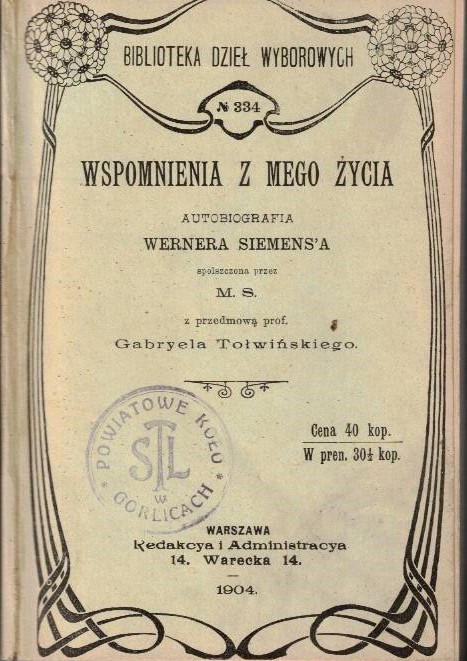 BIBLIOTEKA DZIEŁ WYBOROWYCH
№ 334
WSPOMNIENIA Z MEGO ŻYCIA
AUTOBIOGRAFIA
WERNERA SIEMENS'A
spolszczona przez
M. S.
z przedmową prof.
Gabryela Tołwińskiego.
Cena 40 kop.
W pren. 30½ kop.
POWIATOWE KOŁO
STL
W
GORLICACH
WARSZAWA
Redakcya i Administracya
14. Warecka 14.
1904.